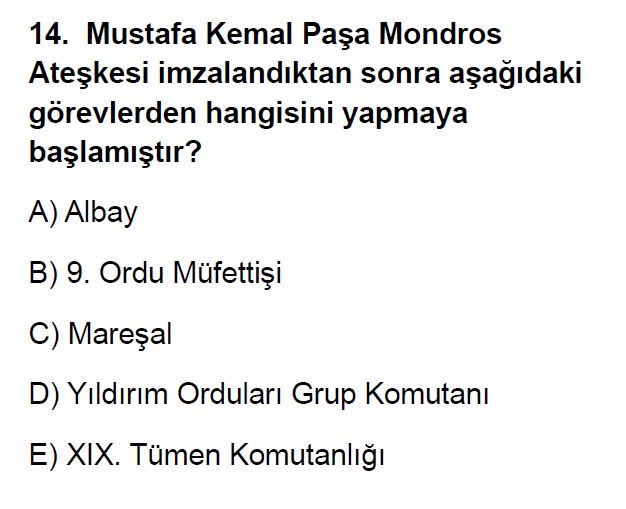 14.  Mustafa Kemal Paşa Mondros
Ateşkesi imzalandıktan sonra aşağıdaki
görevlerden hangisini yapmaya
başlamıştır?
A) Albay
B) 9. Ordu Müfettişi
C) Mareşal
D) Yıldırım Orduları Grup Komutanı
E) XIX. Tümen Komutanlığı